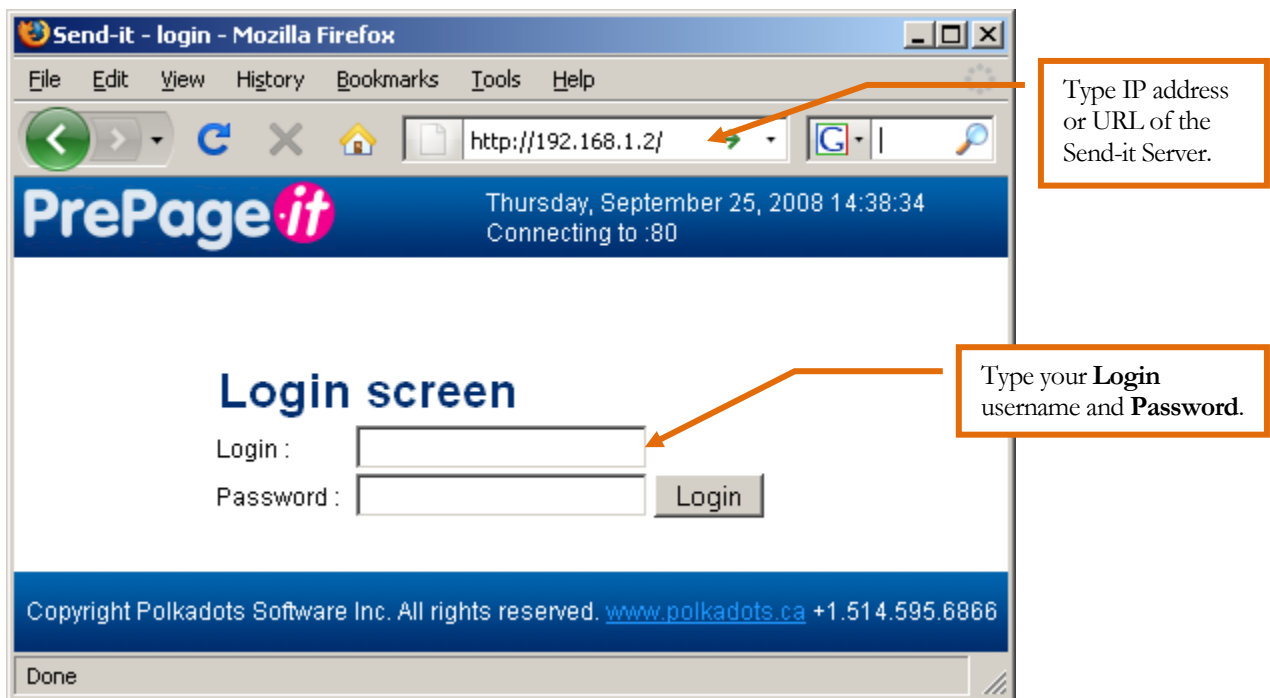 Send-it - login - Mozilla Firefox
File Edit View History Bookmarks Tools Help
http://192.168.1.2/
G
Type IP address
or URL of the
Send-it Server.
PrePage·it
Thursday, September 25, 2008 14:38:34
Connecting to :80
Login screen
Login :
Type your Login
username and Password.
Password :
Login
Copyright Polkadots Software Inc. All rights reserved. www.polkadots.ca +1.514.595.6866
Done